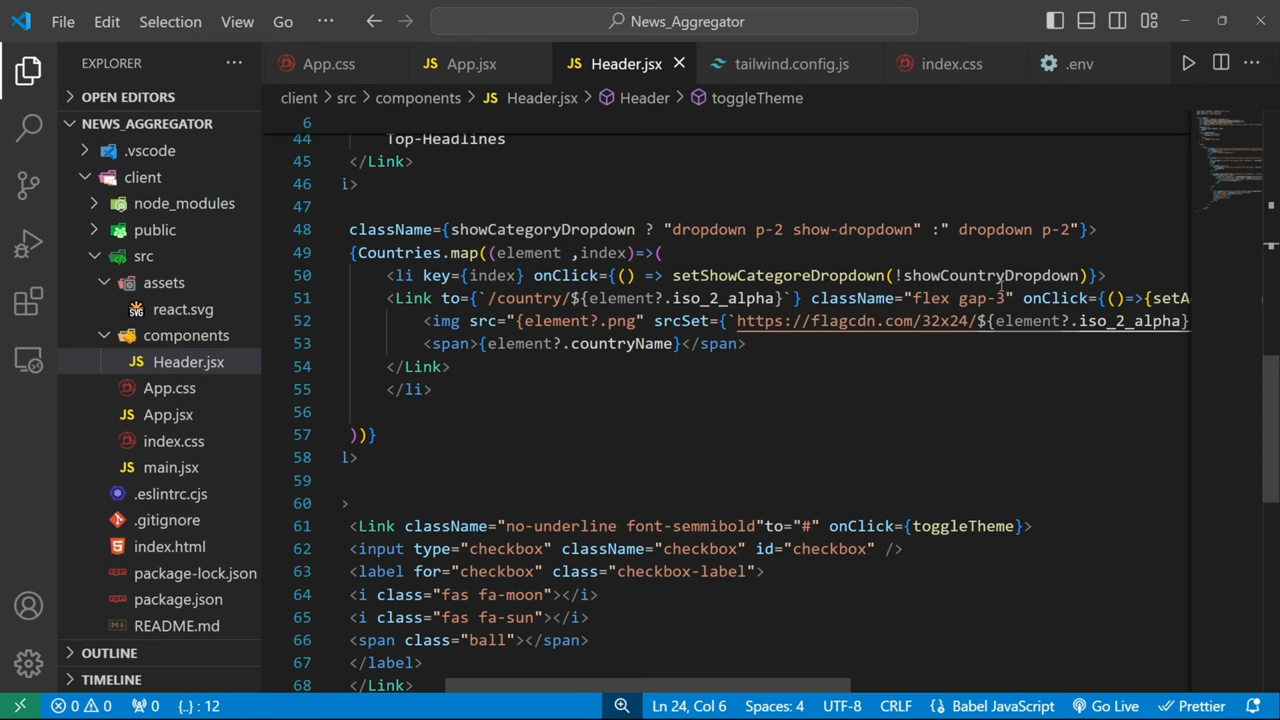 File Edit Selection View Go ··· News_Aggregator
EXPLORER ···
App.css
JS App.jsx
JS Header.jsx
tailwind.config.js
index.css
.env
···
OPEN EDITORS
client > src > components > JS Header.jsx > Header > toggleTheme
NEWS_AGGREGATOR
.vscode
client
node_modules
public
src
assets
react.svg
components
JS Header.jsx
App.css
JS App.jsx
index.css
JS main.jsx
.eslintrc.cjs
.gitignore
index.html
package-lock.json
package.json
README.md
OUTLINE
TIMELINE
6
44 Top-Headlines
45 </Link>
46 i>
47
48 className={showCategoryDropdown ? "dropdown p-2 show-dropdown" :" dropdown p-2"}>
49 {Countries.map((element ,index)=>(
50 <li key={index} onClick={() => setShowCategoreDropdown(!showCountryDropdown)}>
51 <Link to={`/country/${element?.iso_2_alpha}`} className="flex gap-3" onClick={()=>{setA
52 <img src="{element?.png" srcSet={`https://flagcdn.com/32x24/${element?.iso_2_alpha}
53 <span>{element?.countryName}</span>
54 </Link>
55 </li>
56
57 ))}
58 l>
59
60 >
61 <Link className="no-underline font-semmibold"to="#" onClick={toggleTheme}>
62 <input type="checkbox" className="checkbox" id="checkbox" />
63 <label for="checkbox" class="checkbox-label">
64 <i class="fas fa-moon"></i>
65 <i class="fas fa-sun"></i>
66 <span class="ball"></span>
67 </label>
68 </Link>
0 0 0 {..} : 12 Ln 24, Col 6 Spaces: 4 UTF-8 CRLF Babel JavaScript Go Live Prettier